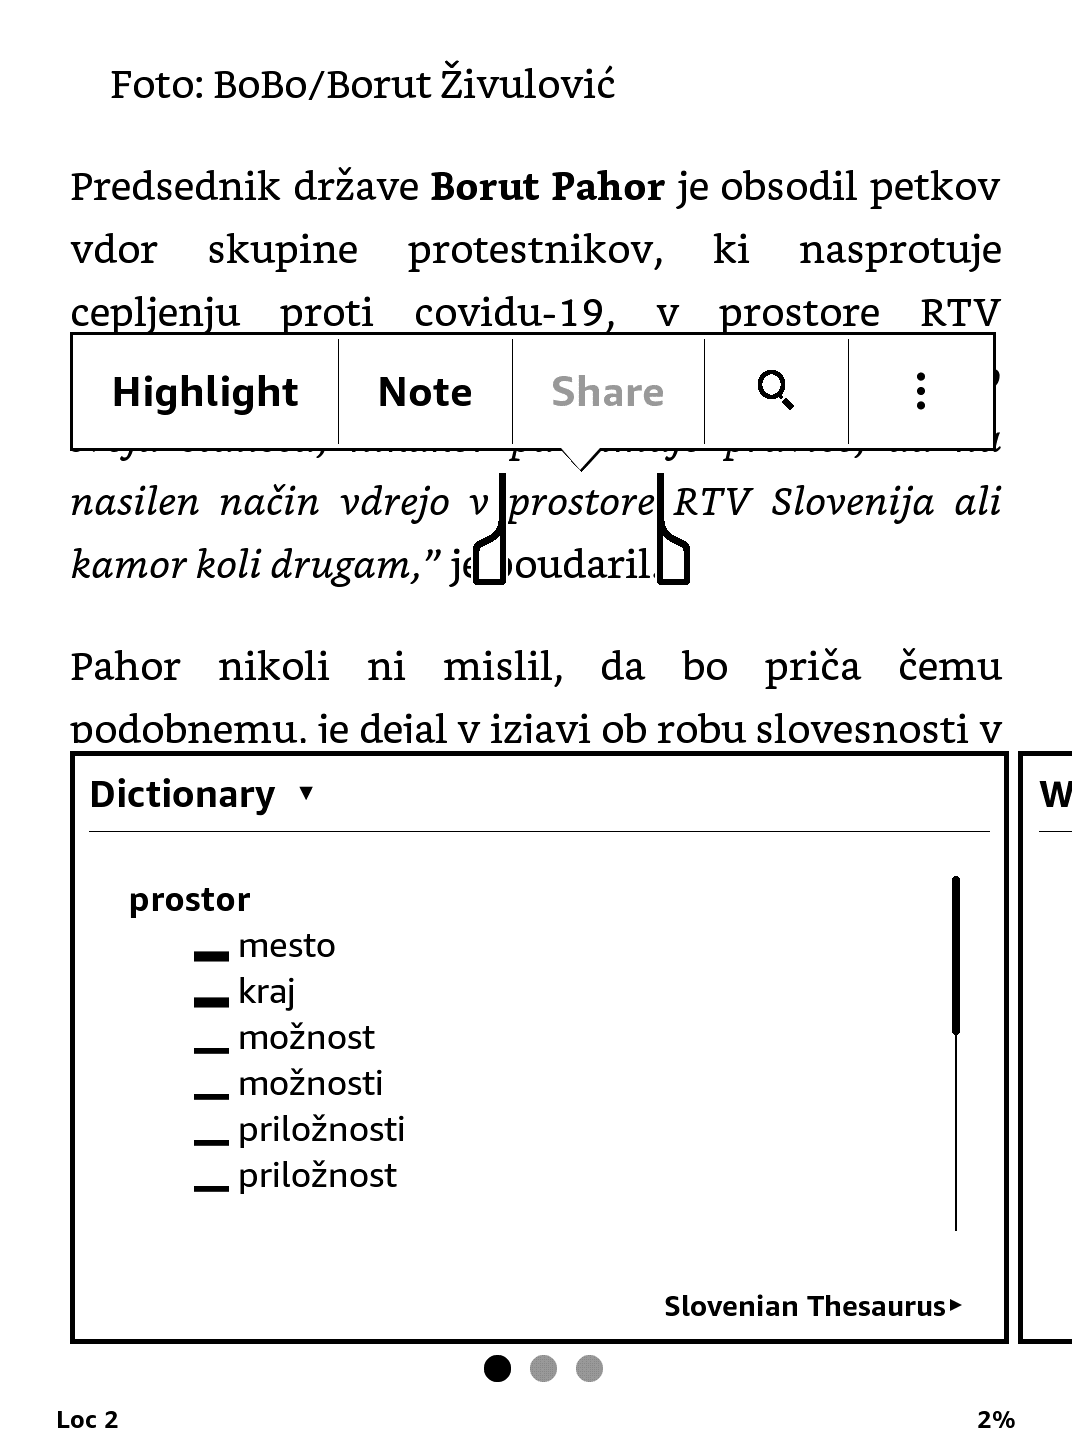 Foto: BoBo/Borut Živulović
Predsednik države Borut Pahor je obsodil petkov
vdor skupine protestnikov, ki nasprotuje
cepljenju proti covidu-19, v prostore RTV
Highlight Note Share
nasilen način vdrejo v prostore RTV Slovenija ali
kamor koli drugam,” je poudaril.
Pahor nikoli ni mislil, da bo priča čemu
podobnemu, je dejal v izjavi ob robu slovesnosti v
Dictionary ▼
W
prostor
mesto
kraj
možnost
možnosti
priložnosti
priložnost
Slovenian Thesaurus▸
Loc 2
2%